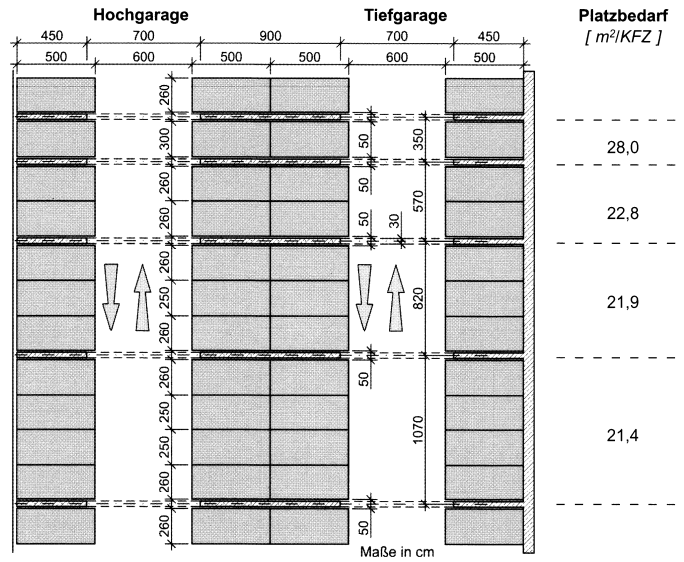 Hochgarage Tiefgarage Platzbedarf
[ m²/KFZ ]
450 700 900 700 450
500 600 500 500 600 500
260
300 50 350 28,0
260 50 570
260 50 30 22,8
260
250 820 21,9
260
260 50
250
250 1070 21,4
260
260 50
Maße in cm